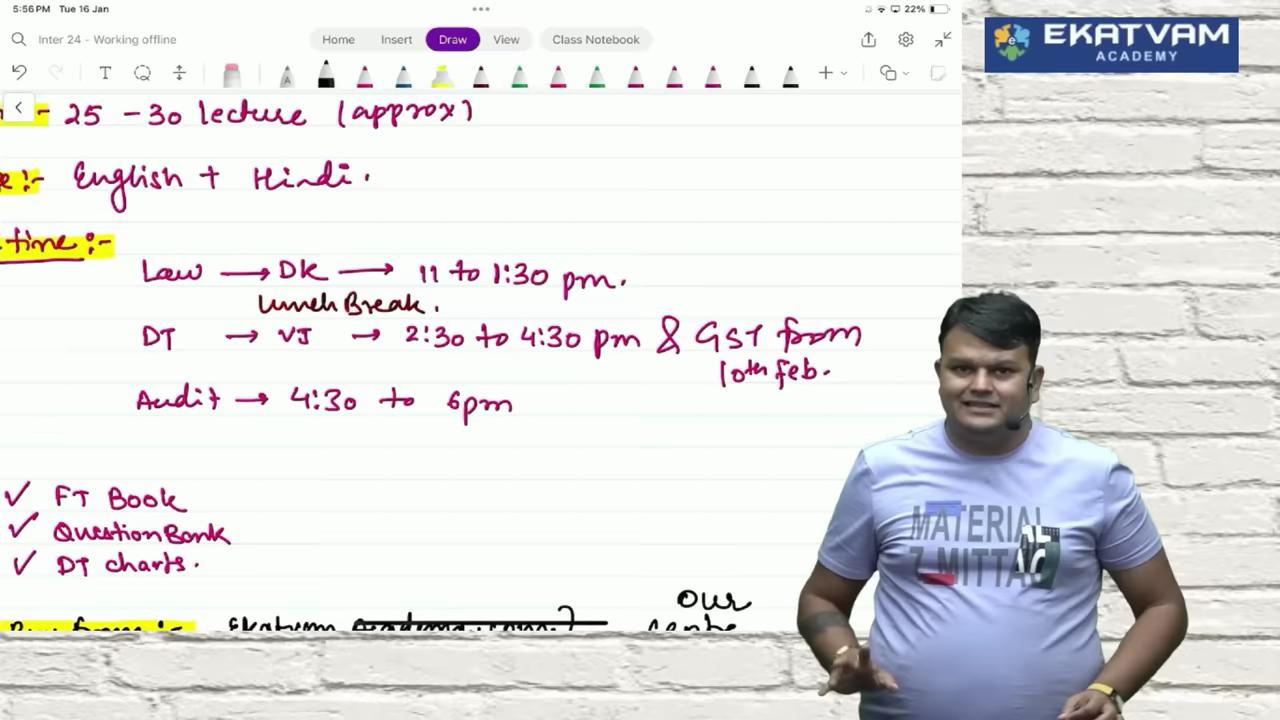 5:56 PM Tue 16 Jan
22%
Inter 24 - Working offline
Home Insert Draw View Class Notebook
EKATVAM
ACADEMY
25 - 30 lecture (approx)
e:- English + Hindi.
time:-
Law → DK → 11 to 1:30 pm.
Lunch Break.
DT → VJ → 2:30 to 4:30 pm & GST from
10th feb.
Audit → 4:30 to 6pm
✓ FT Book
✓ Question Bank
✓ DT charts.
MATERIAL
Our
Ekatvam